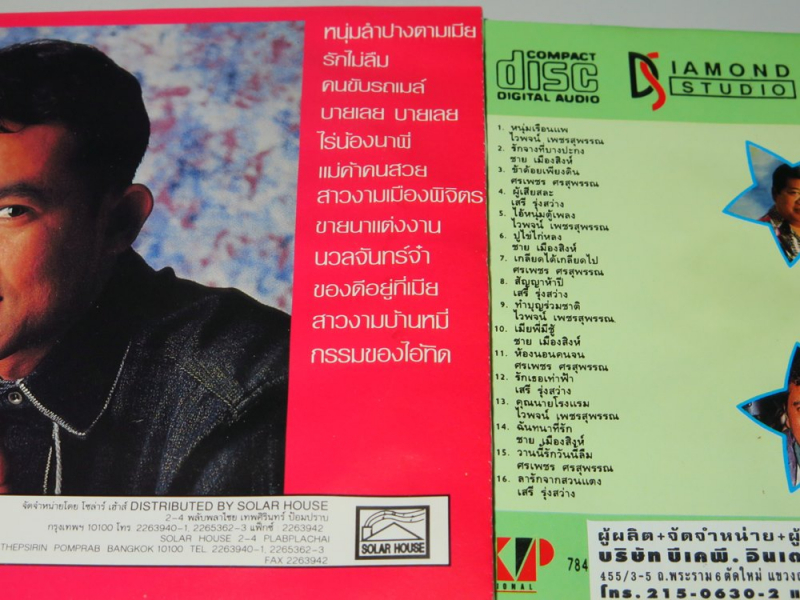 หนุ่มลำปางตามเมีย
รักไม่ลืม
คนขับรถเมล์
บายเลย บายเลย
ไร่น้องนาพี่
แม่ค้าคนสวย
สาวงามเมืองพิจิตร
ขายนาแต่งงาน
นวลจันทร์จ๋า
ของดีอยู่ที่เมีย
สาวงามบ้านหมี่
กรรมของไอ้ทิด
จัดจำหน่ายโดย โซล่าร์ เฮ้าส์ DISTRIBUTED BY SOLAR HOUSE
2-4 พลับพลาไชย เทพศิรินทร์ ป้อมปราบ
กรุงเทพฯ 10100 โทร. 2263940-1, 2265362-3 แฟ็กซ์ 2263942
SOLAR HOUSE 2-4 PLABPLACHAI
THEPSIRIN POMPRAB BANGKOK 10100 TEL. 2263940-1, 2265362-3
FAX 2263942
SOLAR HOUSE
COMPACT
disc
DIGITAL AUDIO
DIAMOND
STUDIO
1. หนุ่มเรือนแพ
ไวพจน์ เพชรสุพรรณ
2. รักจางที่บางปะกง
ชาย เมืองสิงห์
3. ข้าด้อยเพียงดิน
ศรเพชร ศรสุพรรณ
4. ผู้เสียสละ
เสรี รุ่งสว่าง
5. ไอ้หนุ่มตู้เพลง
ไวพจน์ เพชรสุพรรณ
6. ปูไข่ไก่หลง
ชาย เมืองสิงห์
7. เกลียดได้เกลียดไป
ศรเพชร ศรสุพรรณ
8. สัญญาห้าปี
เสรี รุ่งสว่าง
9. ทำบุญร่วมชาติ
ไวพจน์ เพชรสุพรรณ
10. เมียพี่มีชู้
ชาย เมืองสิงห์
11. ห้องนอนคนจน
ศรเพชร ศรสุพรรณ
12. รักเธอเท่าฟ้า
เสรี รุ่งสว่าง
13. คุณนายโรงแรม
ไวพจน์ เพชรสุพรรณ
14. ฉันทนาที่รัก
ชาย เมืองสิงห์
15. วานนี้รักวันนี้ลืม
ศรเพชร ศรสุพรรณ
16. ลารักจากสวนแตง
เสรี รุ่งสว่าง
784
ผู้ผลิต+จัดจำหน่าย+ผู้
บริษัท บีเคพี. อินเต
455/3-5 ถ.พระราม 6 ตัดใหม่ แขวง
โทร. 215-0630-2 แ